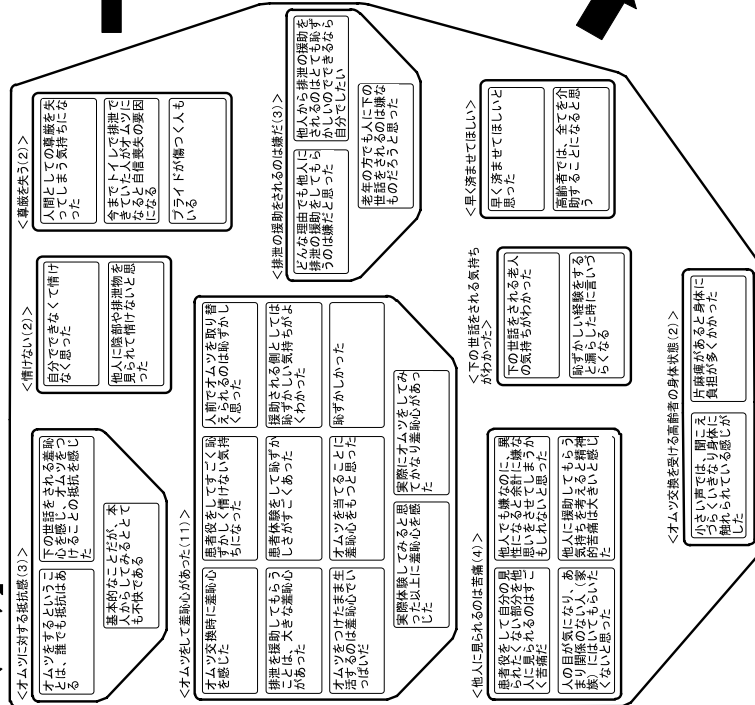 <オムツに対する抵抗感(3)>
オムツをするというこ
とは、誰でも抵抗はあ
る
下の世話をされる羞恥
心を感じ、オムツをつ
けることの抵抗を感じ
た
基本的なことだが、本
人からしてみるととて
も不快である
<情けない(2)>
自分でできなくて情け
なく思った
他人に陰部や排泄物を
見られて情けないと思
った
<尊厳を失う(2)>
人間としての尊厳を失
ってしまう気持ちにな
った
今までトイレで排泄で
きていた人がオムツに
なると自信喪失の要因
になる
プライドが傷つく人も
いる
<オムツをして羞恥心があった(11)>
オムツ交換時に羞恥心
を感じた
患者役をしてすごく恥
ずかしく情けない気持
ちになった
人前でオムツを取り替
えられるのは恥ずかし
く思った
排泄を援助してもらう
ことは、大きな羞恥心
があった
患者体験をして恥ずか
しさがすごくあった
援助される側としては
恥ずかしい気持ちがよ
くわかった
オムツをつけたまま生
活するのは羞恥心でい
っぱいだ
オムツを当てることに
羞恥心をもつと思った
恥ずかしかった
実際体験してみると思
った以上に羞恥心を感
じた
実際にオムツをしてみ
てかなり羞恥心があっ
た
<排泄の援助をされるのは嫌だ(3)>
どんな理由でも他人に
排泄の援助をしてもら
うのは嫌だと思った
他人から排泄の援助を
されるのはとても恥ず
かしいのでできるなら
自分でしたい
老年の方でも人に下の
世話をされるのは嫌な
ものだろうと思った
<他人に見られるのは苦痛(4)>
患者役をして自分の見
られたくない部分を他
人に見られるのはすご
く苦痛だ
他人でも嫌なのに、異
性になると余計に嫌な
思いをさせてしまうか
もしれないと思った
人の目が気になり、あ
まり関係のない人（家
族）にはいてもらいた
くないと思った
他人に援助してもらう
気持ちを考えると精神
的苦痛は大きいと感じ
た
<下の世話をされる気持ち
がわかった>
下の世話をされる老人
の気持ちがわかった
恥ずかしい経験をする
と漏らした時に言いづ
らくなる
<早く済ませてほしい>
早く済ませてほしいと
思った
高齢者では、全てを介
助することになると思
う
<オムツ交換を受ける高齢者の身体状態(2)>
小さい声では、聞こえ
づらくいきなり身体に
触れられている感じが
した
片麻痺があると身体に
負担が多くかかった